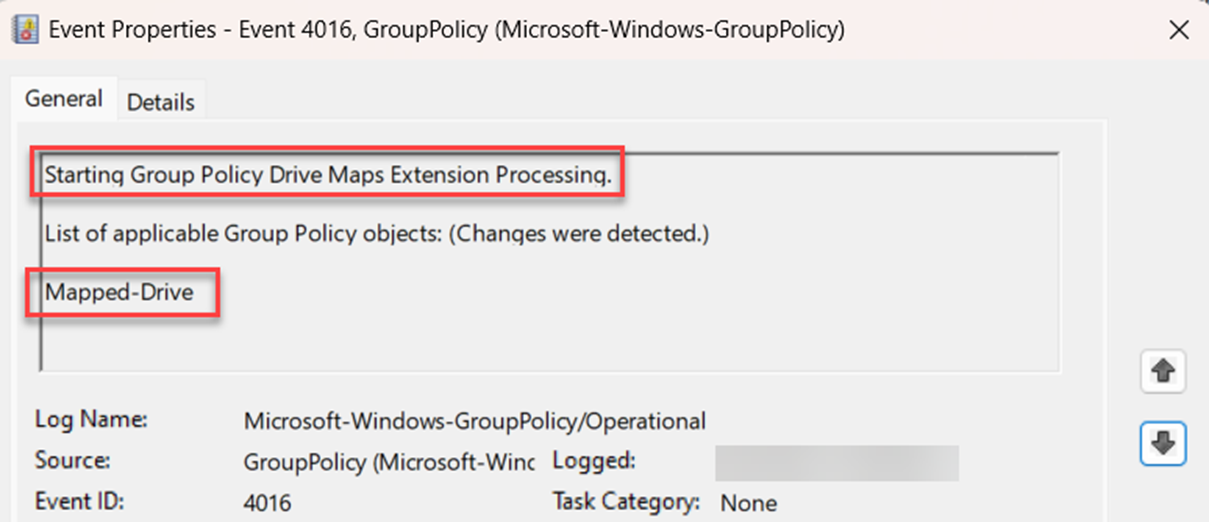 Event Properties - Event 4016, GroupPolicy (Microsoft-Windows-GroupPolicy)
General Details
Starting Group Policy Drive Maps Extension Processing.
List of applicable Group Policy objects: (Changes were detected.)
Mapped-Drive
Log Name: Microsoft-Windows-GroupPolicy/Operational
Source: GroupPolicy (Microsoft-Winc Logged:
Event ID: 4016 Task Category: None